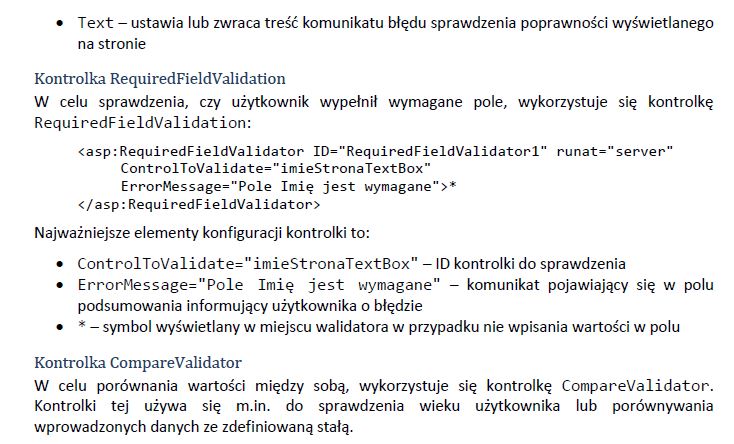 • Text – ustawia lub zwraca treść komunikatu błędu sprawdzenia poprawności wyświetlanego
na stronie
Kontrolka RequiredFieldValidation
W celu sprawdzenia, czy użytkownik wypełnił wymagane pole, wykorzystuje się kontrolkę
RequiredFieldValidation:
<asp:RequiredFieldValidator ID="RequiredFieldValidator1" runat="server"
ControlToValidate="imieStronaTextBox"
ErrorMessage="Pole Imię jest wymagane">*
</asp:RequiredFieldValidator>
Najważniejsze elementy konfiguracji kontrolki to:
• ControlToValidate="imieStronaTextBox" – ID kontrolki do sprawdzenia
• ErrorMessage="Pole Imię jest wymagane" – komunikat pojawiający się w polu
podsumowania informujący użytkownika o błędzie
• * – symbol wyświetlany w miejscu walidatora w przypadku nie wpisania wartości w polu
Kontrolka CompareValidator
W celu porównania wartości między sobą, wykorzystuje się kontrolkę CompareValidator.
Kontrolki tej używa się m.in. do sprawdzenia wieku użytkownika lub porównywania
wprowadzonych danych ze zdefiniowaną stałą.